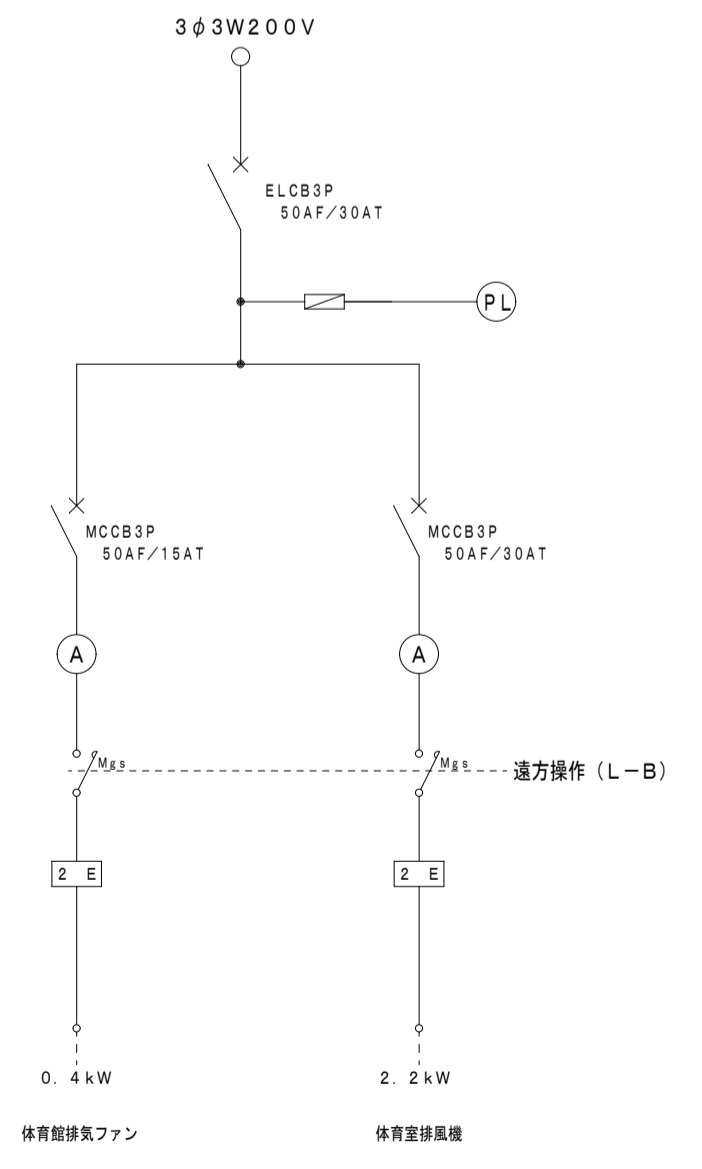 3φ3W200V
ELCB3P
50AF/30AT
PL
MCCB3P
50AF/15AT
MCCB3P
50AF/30AT
A
A
Mgs
Mgs
遠方操作（L－B）
2 E
2 E
0. 4kW
2. 2kW
体育館排気ファン
体育室排風機